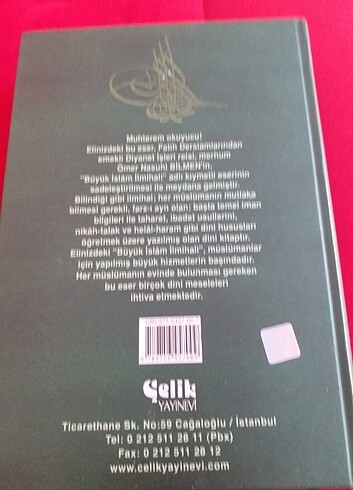 Muhterem okuyucu!
Elinizdeki bu eser, Fatih Dersiamlarından
emekli Diyanet İşleri reisi, merhum
Ömer Nasuhi BİLMEN'in,
"Büyük İslâm İlmihali" adlı kıymetli eserinin
sadeleştirilmesi ile meydana gelmiştir.
Bilindiği gibi ilmihal; her müslümanın mutlaka
bilmesi gerekli, farz-ı ayn olan; başta temel iman
bilgileri ile taharet, ibadet usullerini,
nikâh-talak ve helâl-haram gibi dini hususları
öğretmek üzere yazılmış olan dini kitaptır.
Elinizdeki "Büyük İslâm İlmihali", müslümanlar
için yapılmış büyük hizmetlerin başındadır.
Her müslümanın evinde bulunması gereken
bu eser birçok dini meseleleri
ihtiva etmektedir.
Çelik
YAYINEVİ
Ticarethane Sk. No:59 Cağaloğlu / İstanbul
Tel: 0 212 511 28 11 (Pbx)
Fax: 0 212 511 28 12
www.celikyayinevi.com